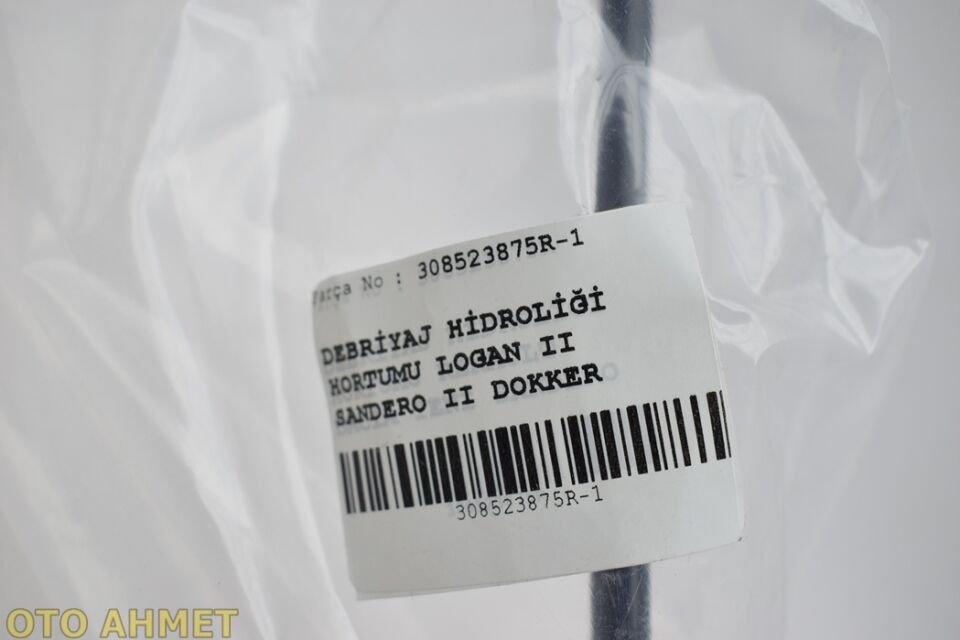 Parça No : 308523875R-1
DEBRİYAJ HİDROLİĞİ
HORTUMU LOGAN II
SANDERO II DOKKER
308523875R-1
OTO AHMET